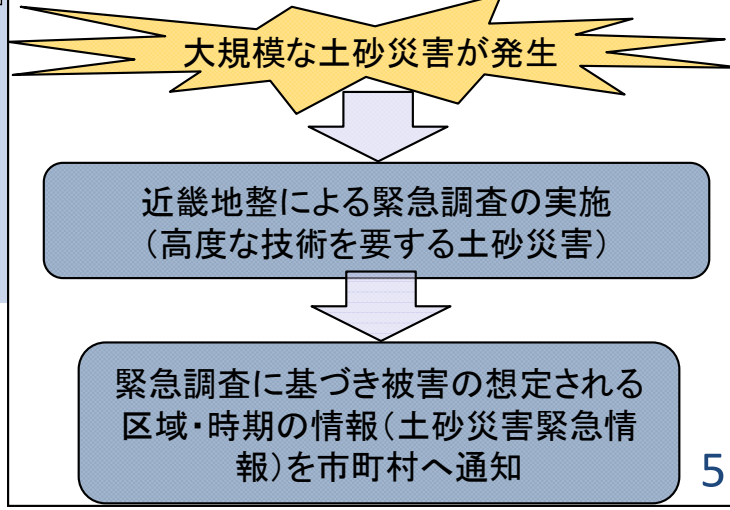 大規模な土砂災害が発生
近畿地整による緊急調査の実施
（高度な技術を要する土砂災害）
緊急調査に基づき被害の想定される
区域・時期の情報（土砂災害緊急情
報）を市町村へ通知
5